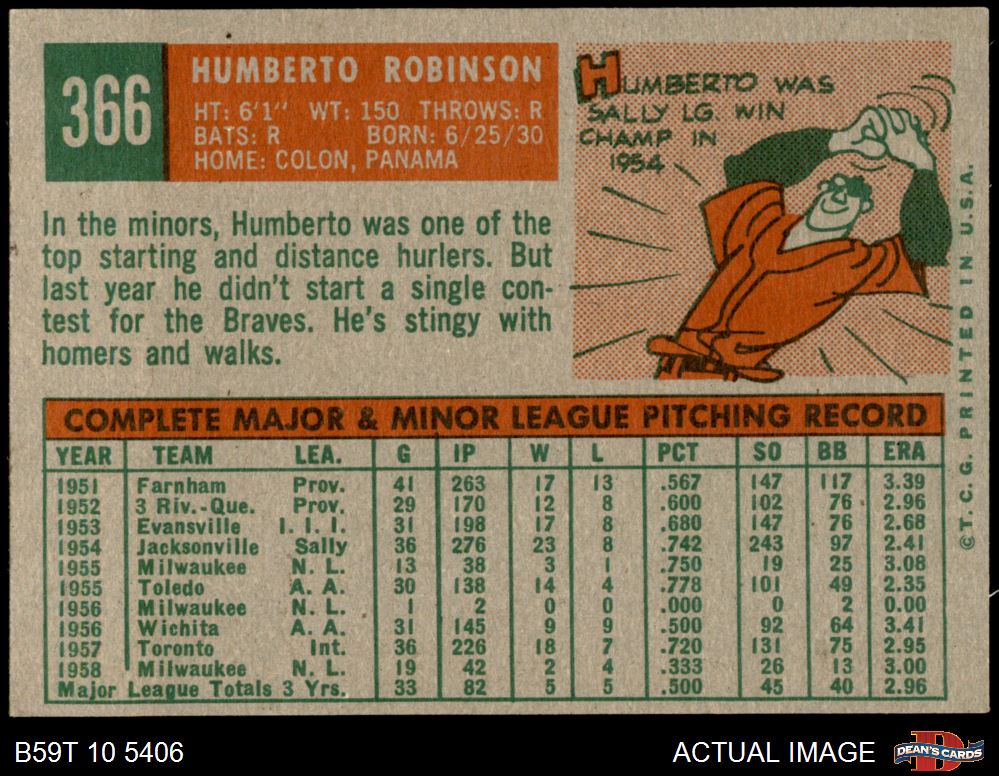 366
HUMBERTO ROBINSON
HT: 6'1" WT: 150 THROWS: R
BATS: R BORN: 6/25/30
HOME: COLON, PANAMA
HUMBERTO WAS
SALLY LG. WIN
CHAMP IN
1954
In the minors, Humberto was one of the
top starting and distance hurlers. But
last year he didn't start a single con-
test for the Braves. He's stingy with
homers and walks.
COMPLETE MAJOR & MINOR LEAGUE PITCHING RECORD
YEAR TEAM LEA. G IP W L PCT SO BB ERA
1951 Farnham Prov. 41 263 17 13 .567 147 117 3.39
1952 3 Riv.-Que. Prov. 29 170 12 8 .600 102 76 2.96
1953 Evansville I. I. I. 31 198 17 8 .680 147 76 2.68
1954 Jacksonville Sally 36 276 23 8 .742 243 97 2.41
1955 Milwaukee N. L. 13 38 3 1 .750 19 25 3.08
1955 Toledo A. A. 30 138 14 4 .778 101 49 2.35
1956 Milwaukee N. L. 1 2 0 0 .000 0 2 0.00
1956 Wichita A. A. 31 145 9 9 .500 92 64 3.41
1957 Toronto Int. 36 226 18 7 .720 131 75 2.95
1958 Milwaukee N. L. 19 42 2 4 .333 26 13 3.00
Major League Totals 3 Yrs. 33 82 5 5 .500 45 40 2.96
©T. C. G. PRINTED IN U.S.A.
B59T 10 5406
ACTUAL IMAGE
D
DEAN'S CARDS